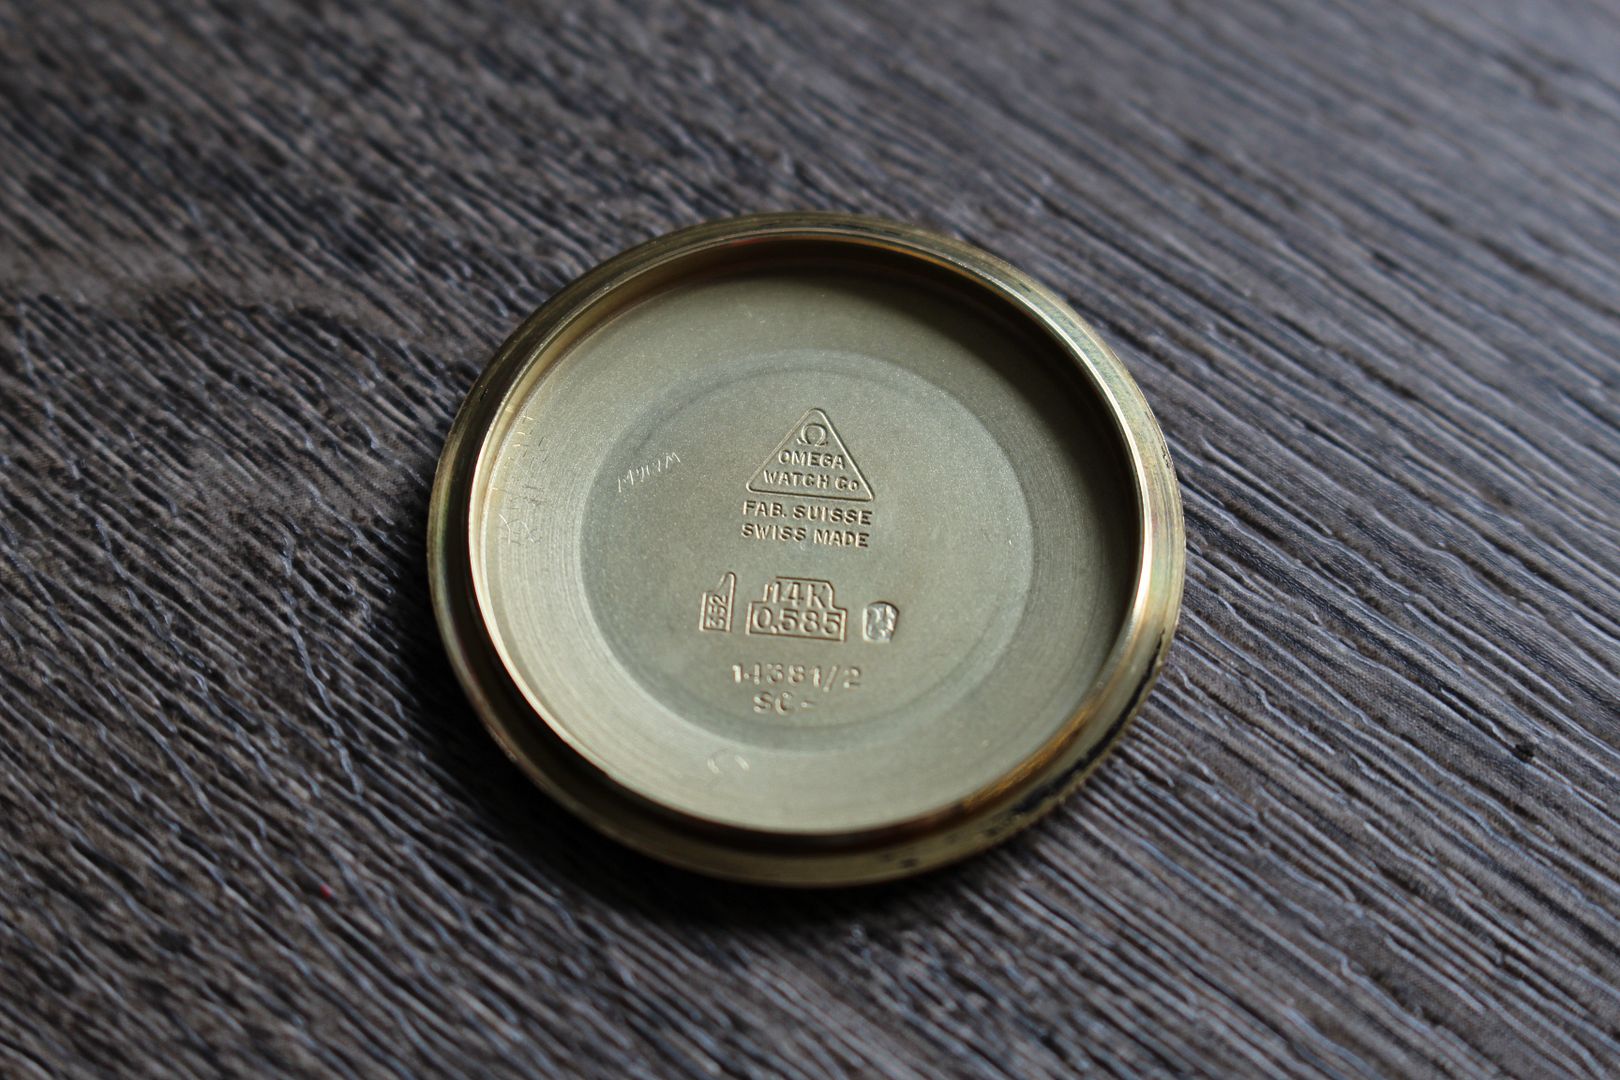 Ω
OMEGA
WATCH Co
FAB. SUISSE
SWISS MADE
14K
0,585
14381/2
SC-